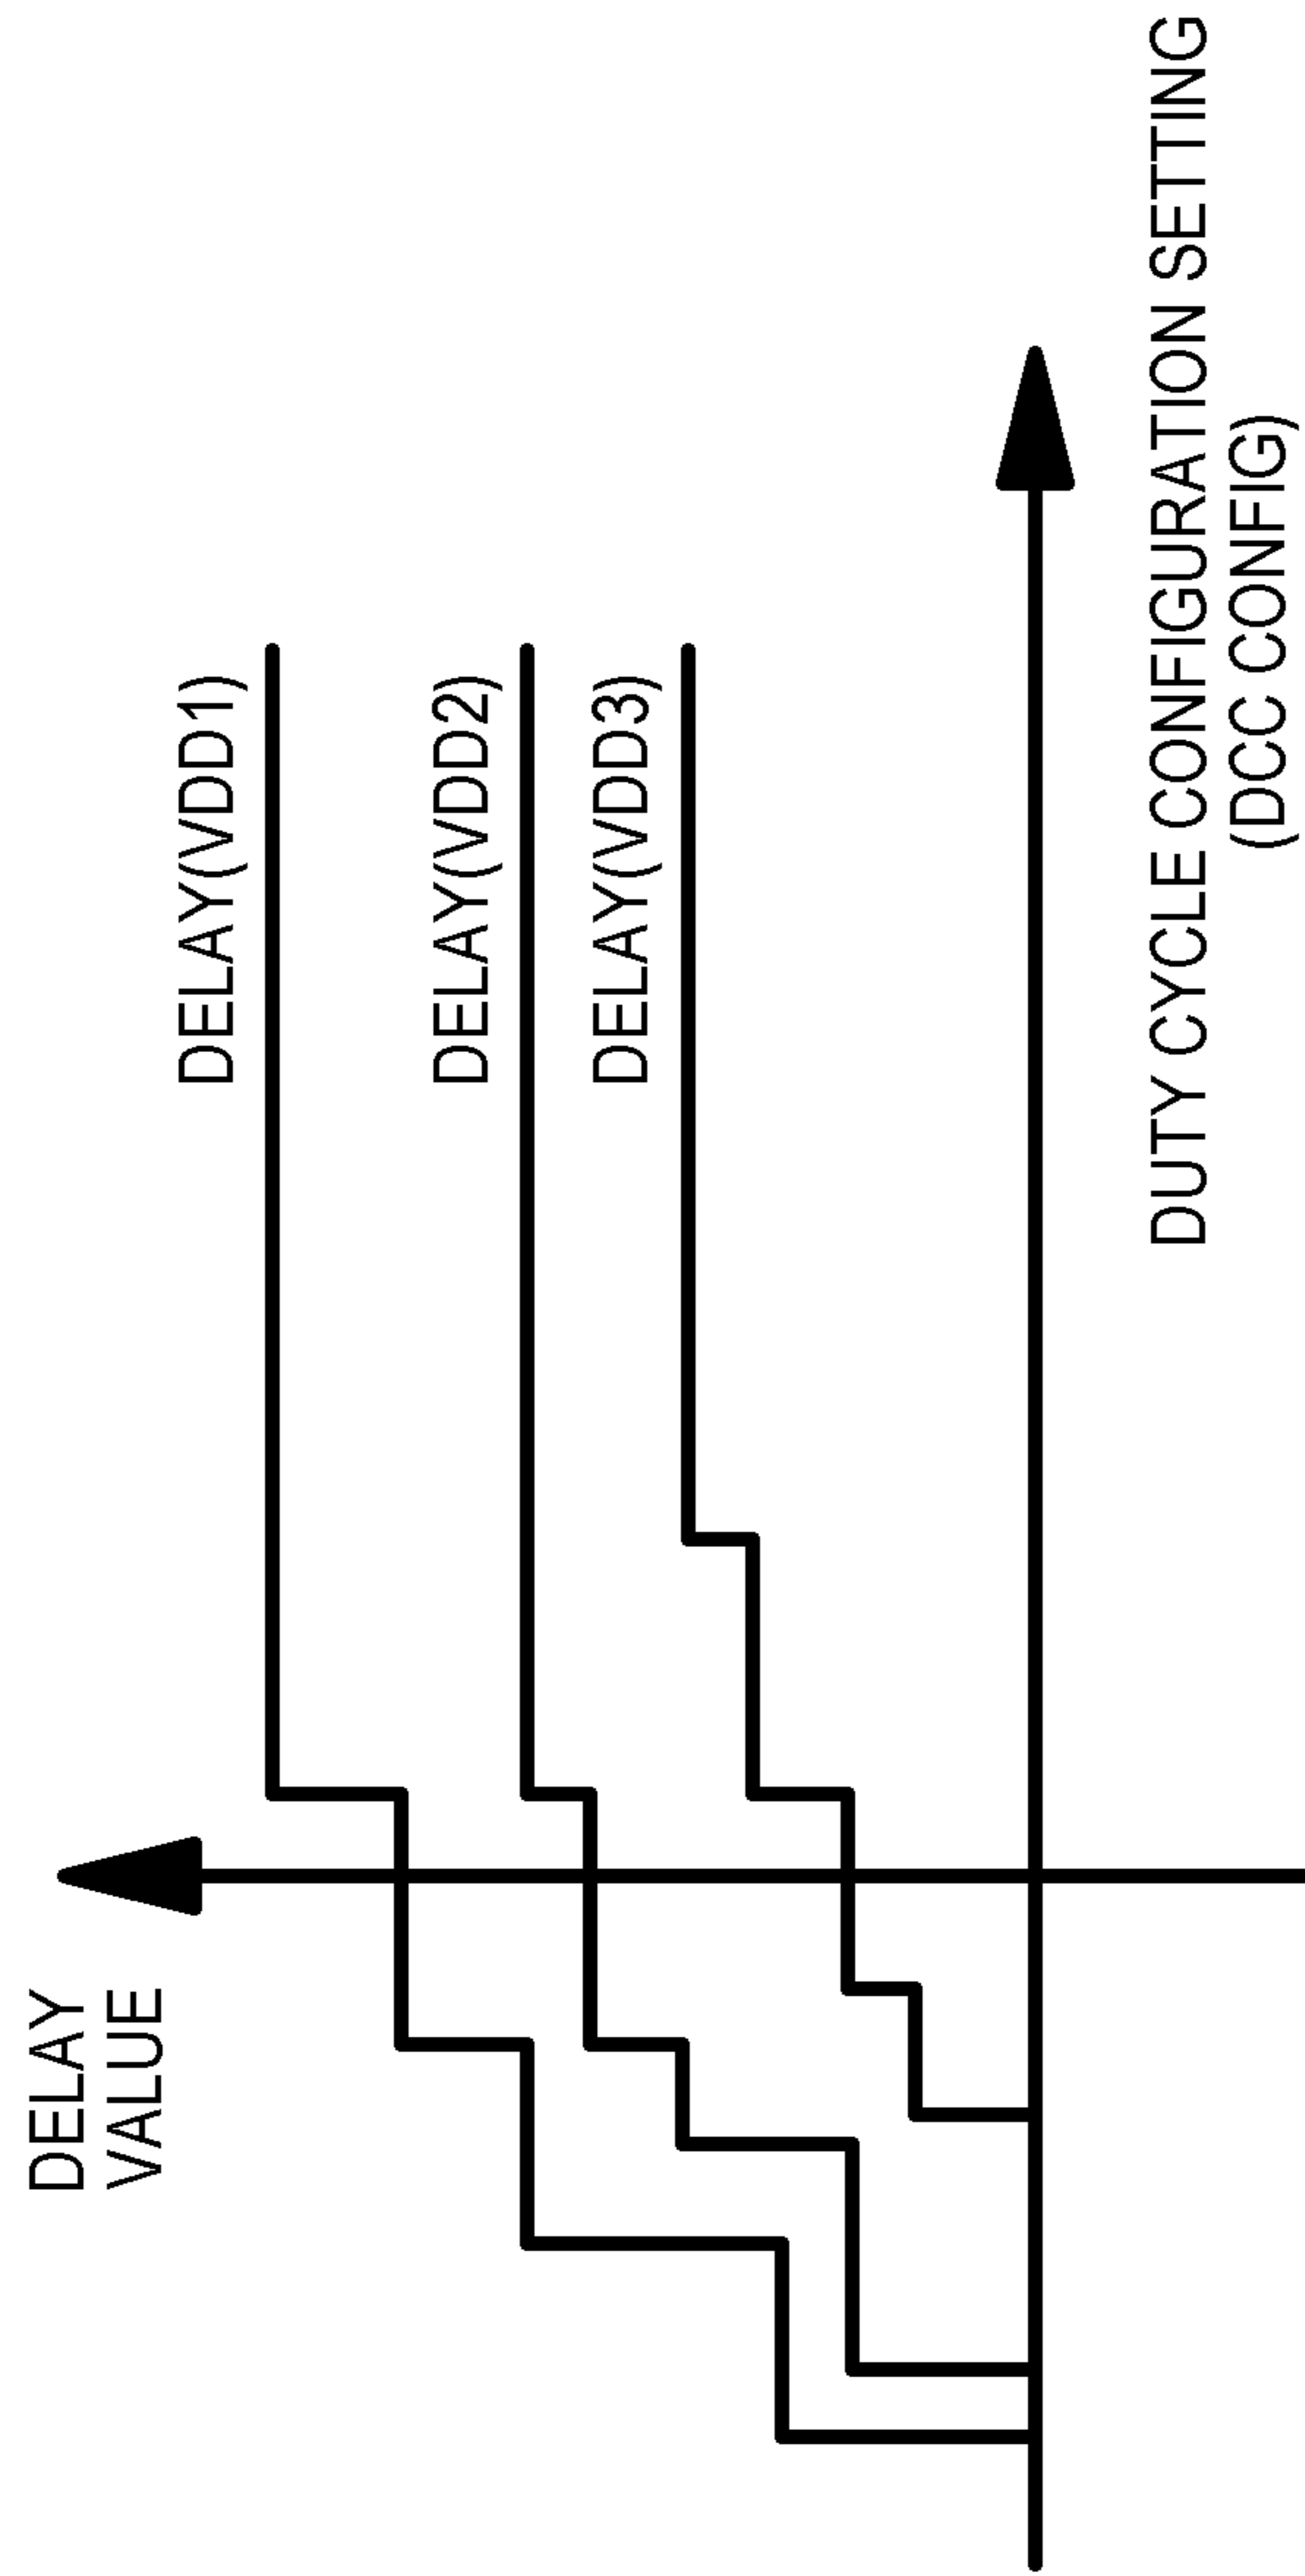 DELAY
VALUE
DELAY(VDD1)
DELAY(VDD2)
DELAY(VDD3)
DUTY CYCLE CONFIGURATION SETTING
(DCC CONFIG)